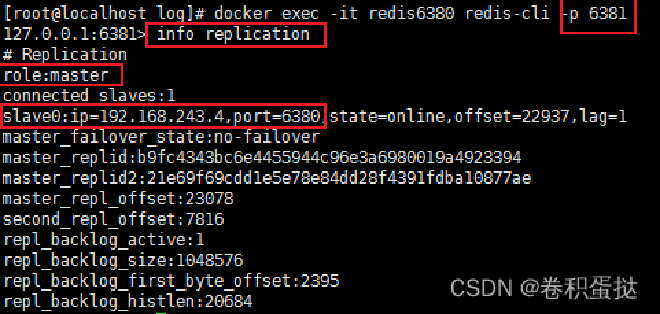 [root@localhost log]# docker exec -it redis6380 redis-cli -p 6381
127.0.0.1:6381> info replication
# Replication
role:master
connected_slaves:1
slave0:ip=192.168.243.4,port=6380,state=online,offset=22937,lag=1
master_failover_state:no-failover
master_replid:b9fc4343bc6e4455944c96e3a6980019a4923394
master_replid2:21e69f69cdd1e5e78e84dd28f4391fdba10877ae
master_repl_offset:23078
second_repl_offset:7816
repl_backlog_active:1
repl_backlog_size:1048576
repl_backlog_first_byte_offset:2395
repl_backlog_histlen:20684
CSDN @卷积蛋挞